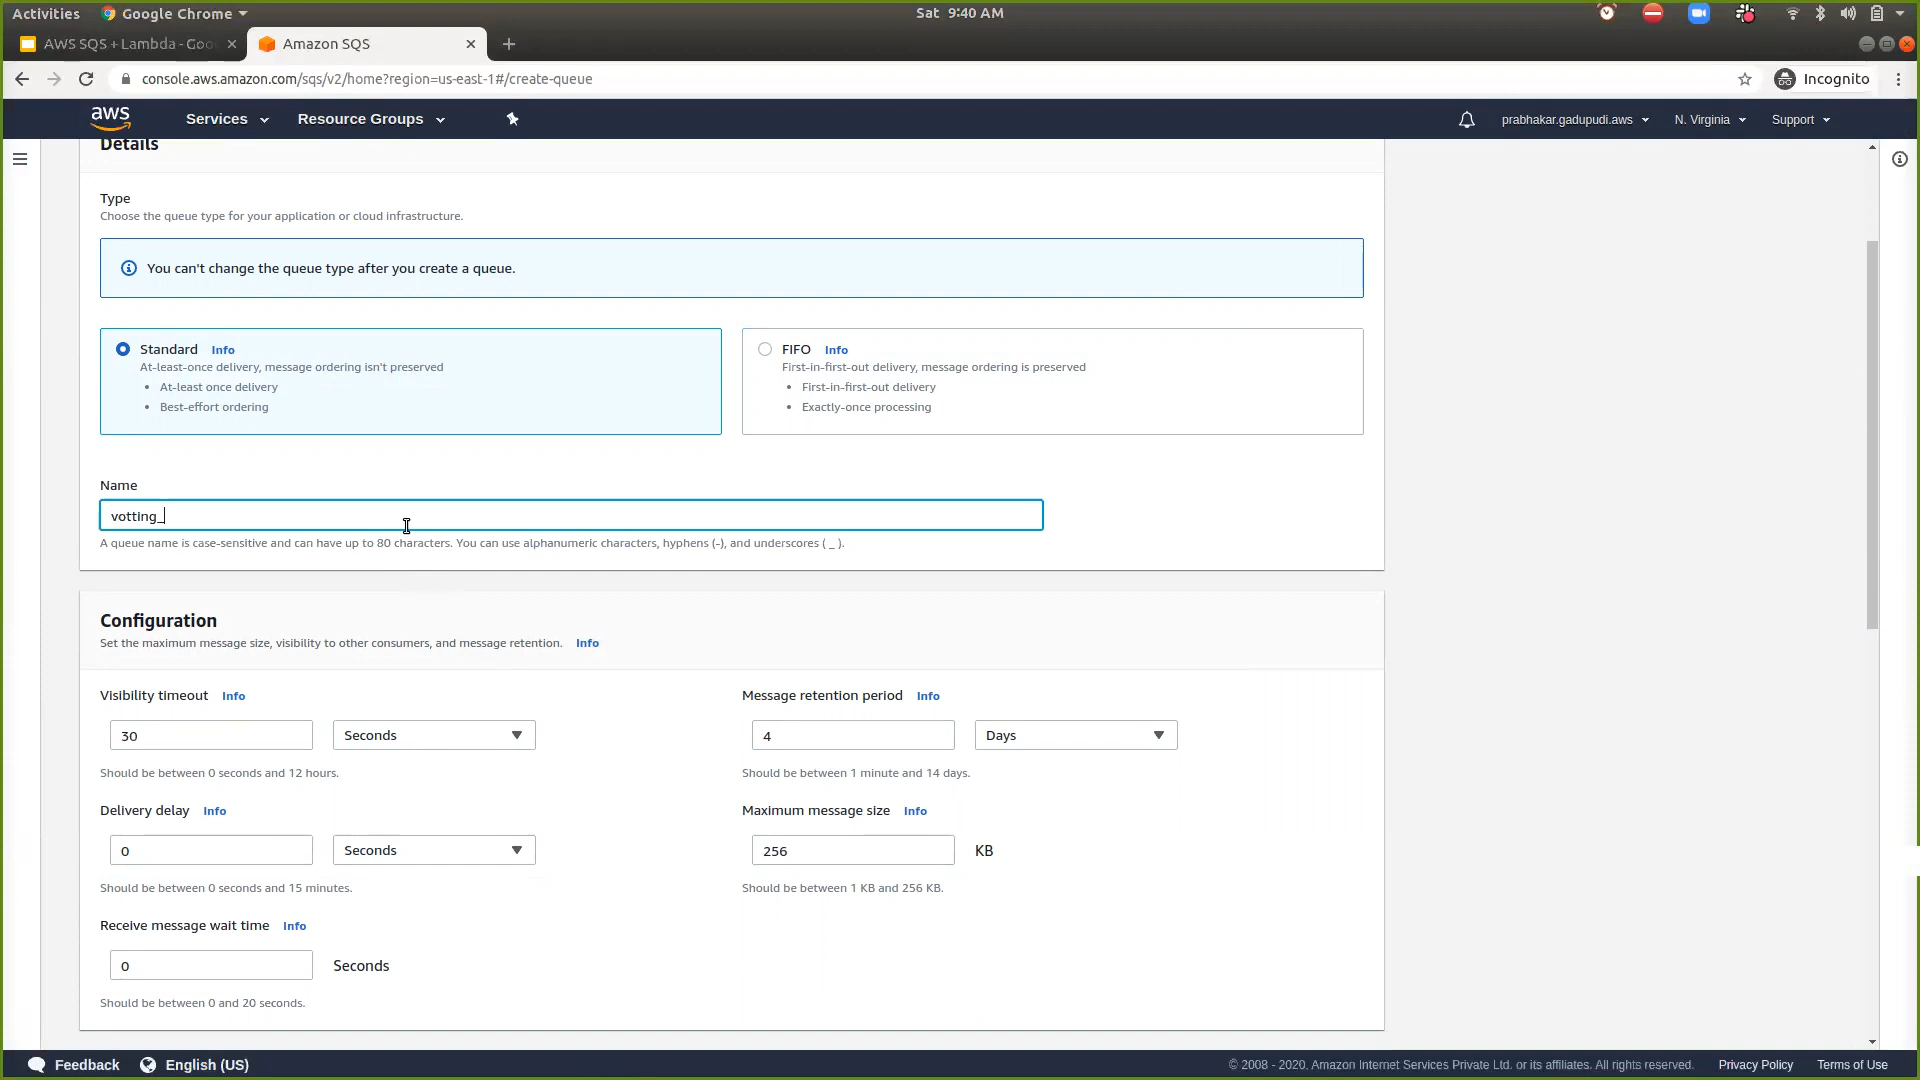 Activities
Google Chrome
Sat 9:40 AM
AWS SQS + Lambda - Goo
Amazon SQS
console.aws.amazon.com/sqs/v2/home?region=us-east-1#/create-queue
Incognito
aws
Services
Resource Groups
prabhakar.gadupudi.aws
N. Virginia
Support
Details
Type
Choose the queue type for your application or cloud infrastructure.
You can't change the queue type after you create a queue.
Standard Info
At-least-once delivery, message ordering isn't preserved
• At-least once delivery
• Best-effort ordering
FIFO Info
First-in-first-out delivery, message ordering is preserved
• First-in-first-out delivery
• Exactly-once processing
Name
votting_
A queue name is case-sensitive and can have up to 80 characters. You can use alphanumeric characters, hyphens (-), and underscores ( _ ).
Configuration
Set the maximum message size, visibility to other consumers, and message retention. Info
Visibility timeout Info
30 Seconds
Should be between 0 seconds and 12 hours.
Message retention period Info
4 Days
Should be between 1 minute and 14 days.
Delivery delay Info
0 Seconds
Should be between 0 seconds and 15 minutes.
Maximum message size Info
256 KB
Should be between 1 KB and 256 KB.
Receive message wait time Info
0 Seconds
Should be between 0 and 20 seconds.
Feedback
English (US)
© 2008 - 2020, Amazon Internet Services Private Ltd. or its affiliates. All rights reserved.
Privacy Policy
Terms of Use